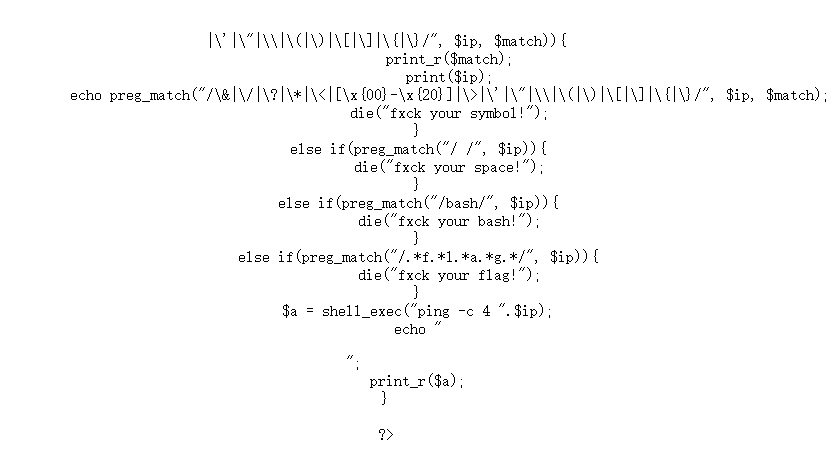 |\'|\"|\\|\(|\)|\[|\]|\{|\}/", $ip, $match)){
print_r($match);
print($ip);
echo preg_match("/\&|\/|\?|\*|\<|[\x{00}-\x{20}]|\>|\'|\"|\\|\(|\)|\[|\]|\{|\}/", $ip, $match);
die("fxck your symbol!");
}
else if(preg_match("/ /", $ip)){
die("fxck your space!");
}
else if(preg_match("/bash/", $ip)){
die("fxck your bash!");
}
else if(preg_match("/.*f.*l.*a.*g.*/", $ip)){
die("fxck your flag!");
}
$a = shell_exec("ping -c 4 ".$ip);
echo "
";
print_r($a);
}
?>